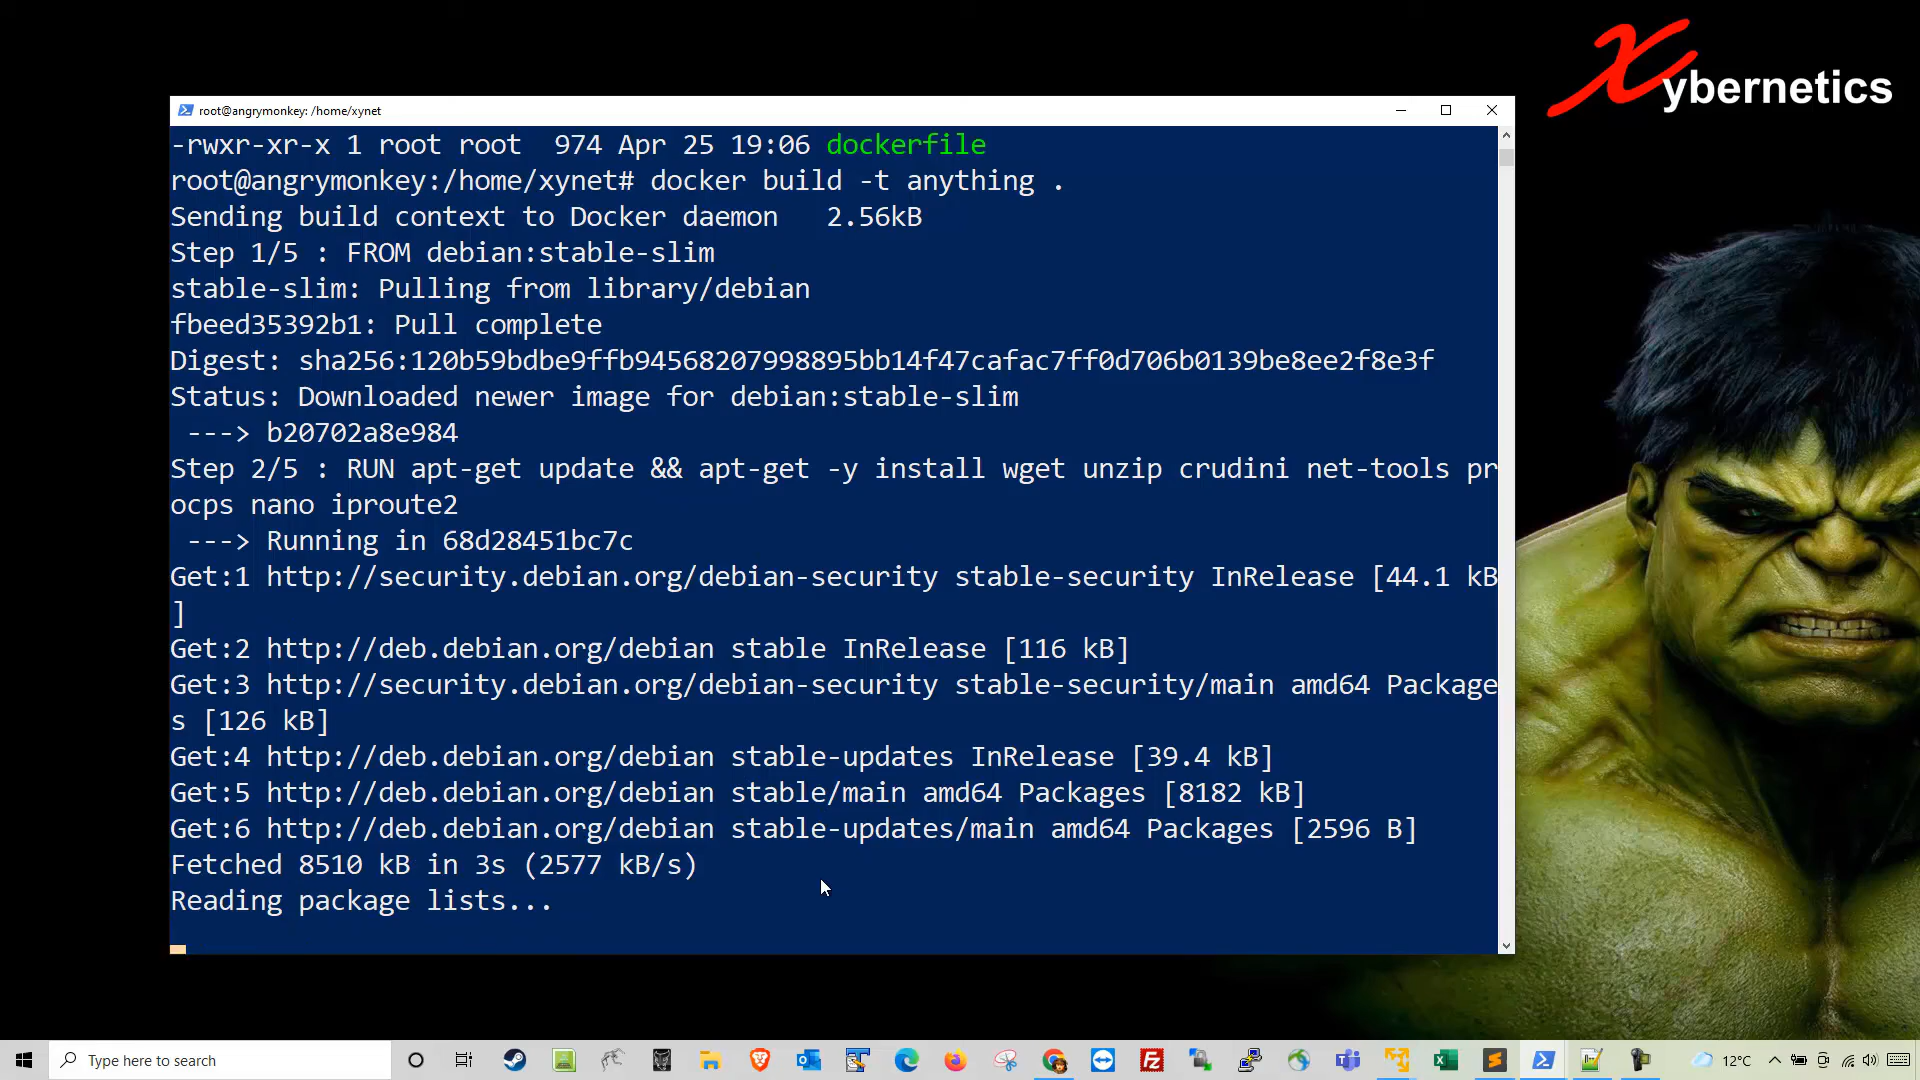 Xybernetics
root@angrymonkey: /home/xynet
-rwxr-xr-x 1 root root  974 Apr 25 19:06 dockerfile
root@angrymonkey:/home/xynet# docker build -t anything .
Sending build context to Docker daemon   2.56kB
Step 1/5 : FROM debian:stable-slim
stable-slim: Pulling from library/debian
fbeed35392b1: Pull complete
Digest: sha256:120b59bdbe9ffb94568207998895bb14f47cafac7ff0d706b0139be8ee2f8e3f
Status: Downloaded newer image for debian:stable-slim
 ---> b20702a8e984
Step 2/5 : RUN apt-get update && apt-get -y install wget unzip crudini net-tools pr
ocps nano iproute2
 ---> Running in 68d28451bc7c
Get:1 http://security.debian.org/debian-security stable-security InRelease [44.1 kB
]
Get:2 http://deb.debian.org/debian stable InRelease [116 kB]
Get:3 http://security.debian.org/debian-security stable-security/main amd64 Package
s [126 kB]
Get:4 http://deb.debian.org/debian stable-updates InRelease [39.4 kB]
Get:5 http://deb.debian.org/debian stable/main amd64 Packages [8182 kB]
Get:6 http://deb.debian.org/debian stable-updates/main amd64 Packages [2596 B]
Fetched 8510 kB in 3s (2577 kB/s)
Reading package lists...
Type here to search
12°C